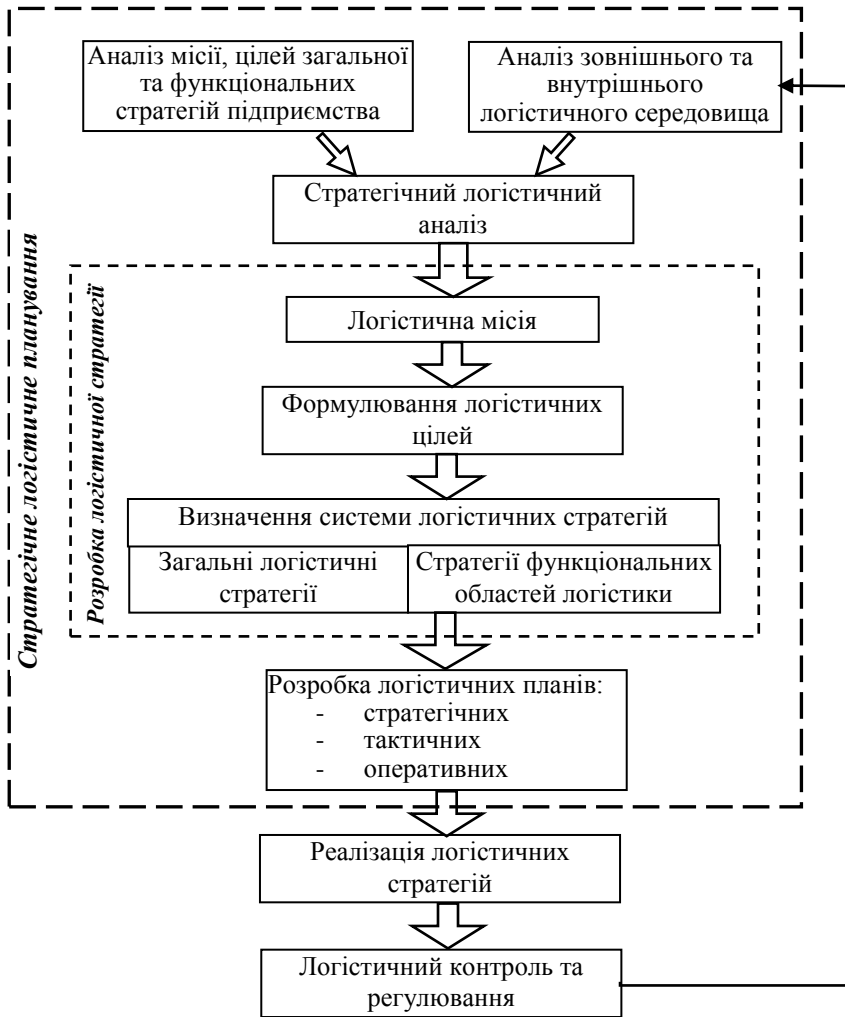 Аналіз місії, цілей загальної
та функціональних
стратегій підприємства
Аналіз зовнішнього та
внутрішнього
логістичного середовища
Стратегічний логістичний
аналіз
Стратегічне логістичне планування
Розробка логістичної стратегії
Логістична місія
Формулювання логістичних
цілей
Визначення системи логістичних стратегій
Загальні логістичні
стратегії
Стратегії функціональних
областей логістики
Розробка логістичних планів:
- стратегічних
- тактичних
- оперативних
Реалізація логістичних
стратегій
Логістичний контроль та
регулювання